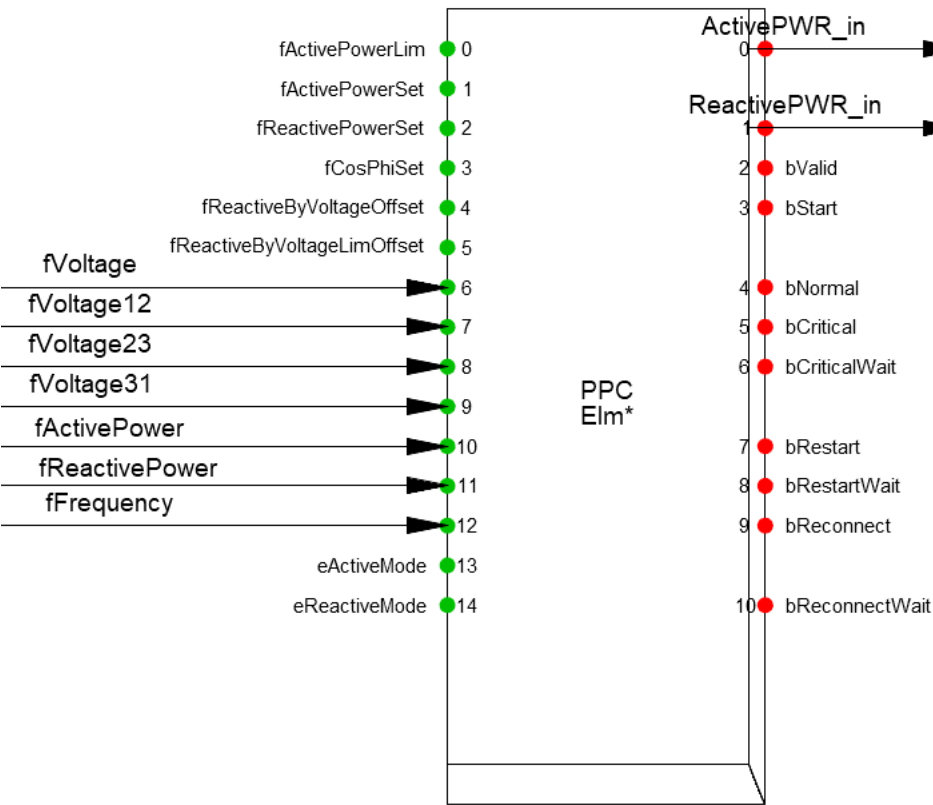 ActivePWR_in
fActivePowerLim 0 0
fActivePowerSet 1
ReactivePWR_in
fReactivePowerSet 2 1
fCosPhiSet 3 2 bValid
fReactiveByVoltageOffset 4 3 bStart
fReactiveByVoltageLimOffset 5
fVoltage
6 4 bNormal
fVoltage12
7 5 bCritical
fVoltage23
8 6 bCriticalWait
fVoltage31
PPC
9
Elm*
fActivePower
10 7 bRestart
fReactivePower
11 8 bRestartWait
fFrequency
12 9 bReconnect
eActiveMode 13
eReactiveMode 14 10 bReconnectWait